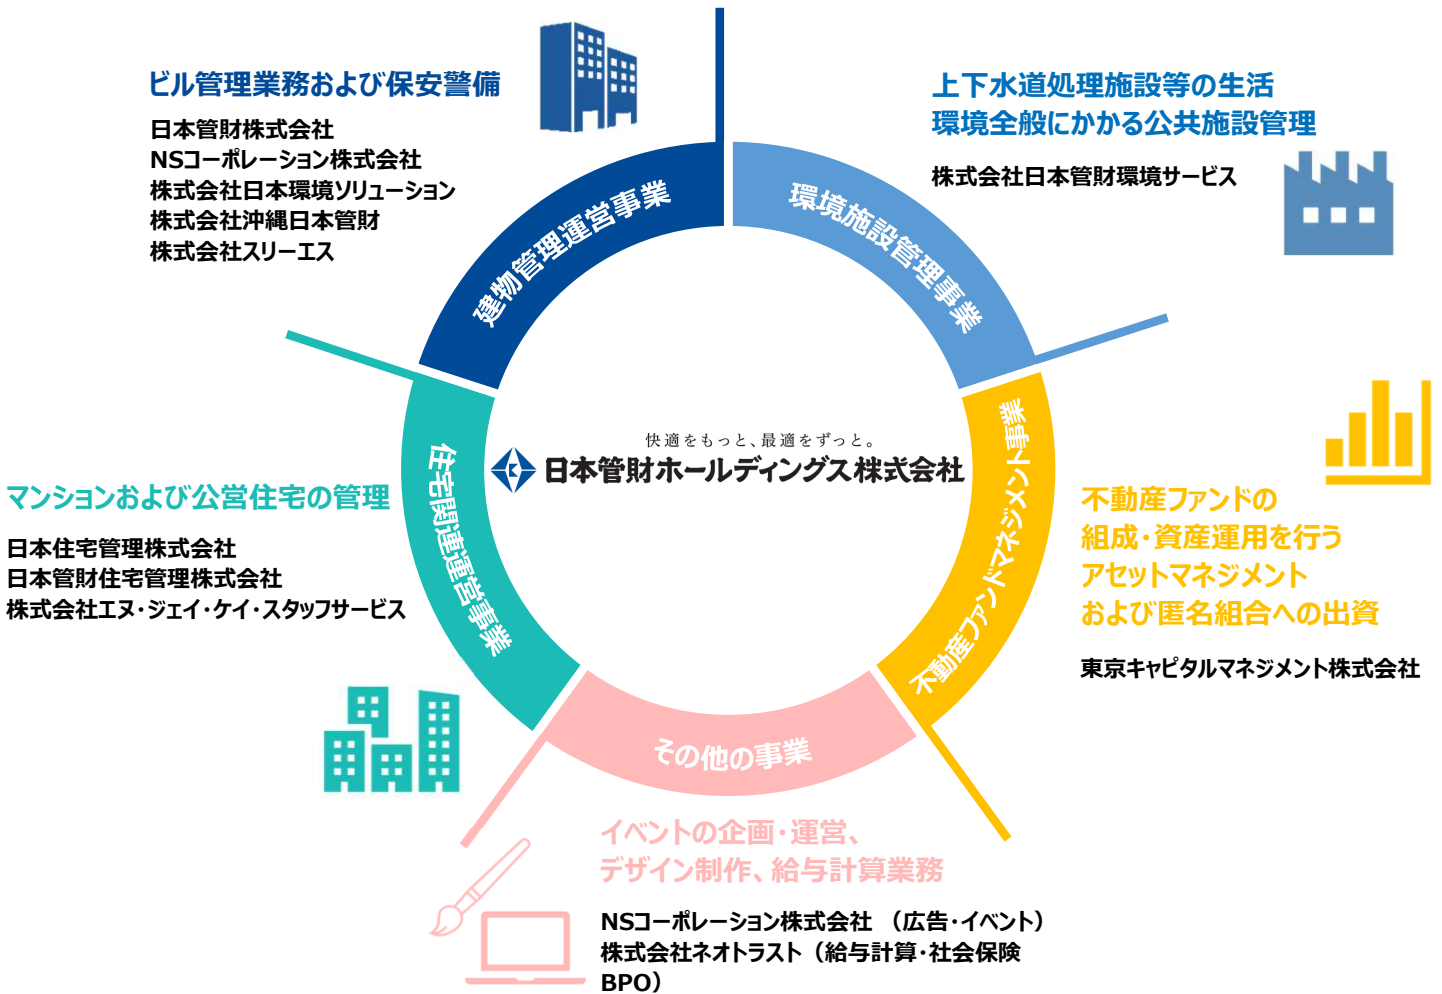 ビル管理業務および保安警備
日本管財株式会社
NSコーポレーション株式会社
株式会社日本環境ソリューション
株式会社沖縄日本管財
株式会社スリーエス
上下水道処理施設等の生活
環境全般にかかる公共施設管理
株式会社日本管財環境サービス
建物管理運営事業
環境施設管理事業
快適をもっと、最適をずっと。
日本管財ホールディングス株式会社
住宅関連運営事業
不動産ファンドマネジメント事業
その他の事業
マンションおよび公営住宅の管理
日本住宅管理株式会社
日本管財住宅管理株式会社
株式会社エヌ・ジェイ・ケイ・スタッフサービス
不動産ファンドの
組成・資産運用を行う
アセットマネジメント
および匿名組合への出資
東京キャピタルマネジメント株式会社
イベントの企画・運営、
デザイン制作、給与計算業務
NSコーポレーション株式会社 （広告・イベント）
株式会社ネオトラスト（給与計算・社会保険
BPO）